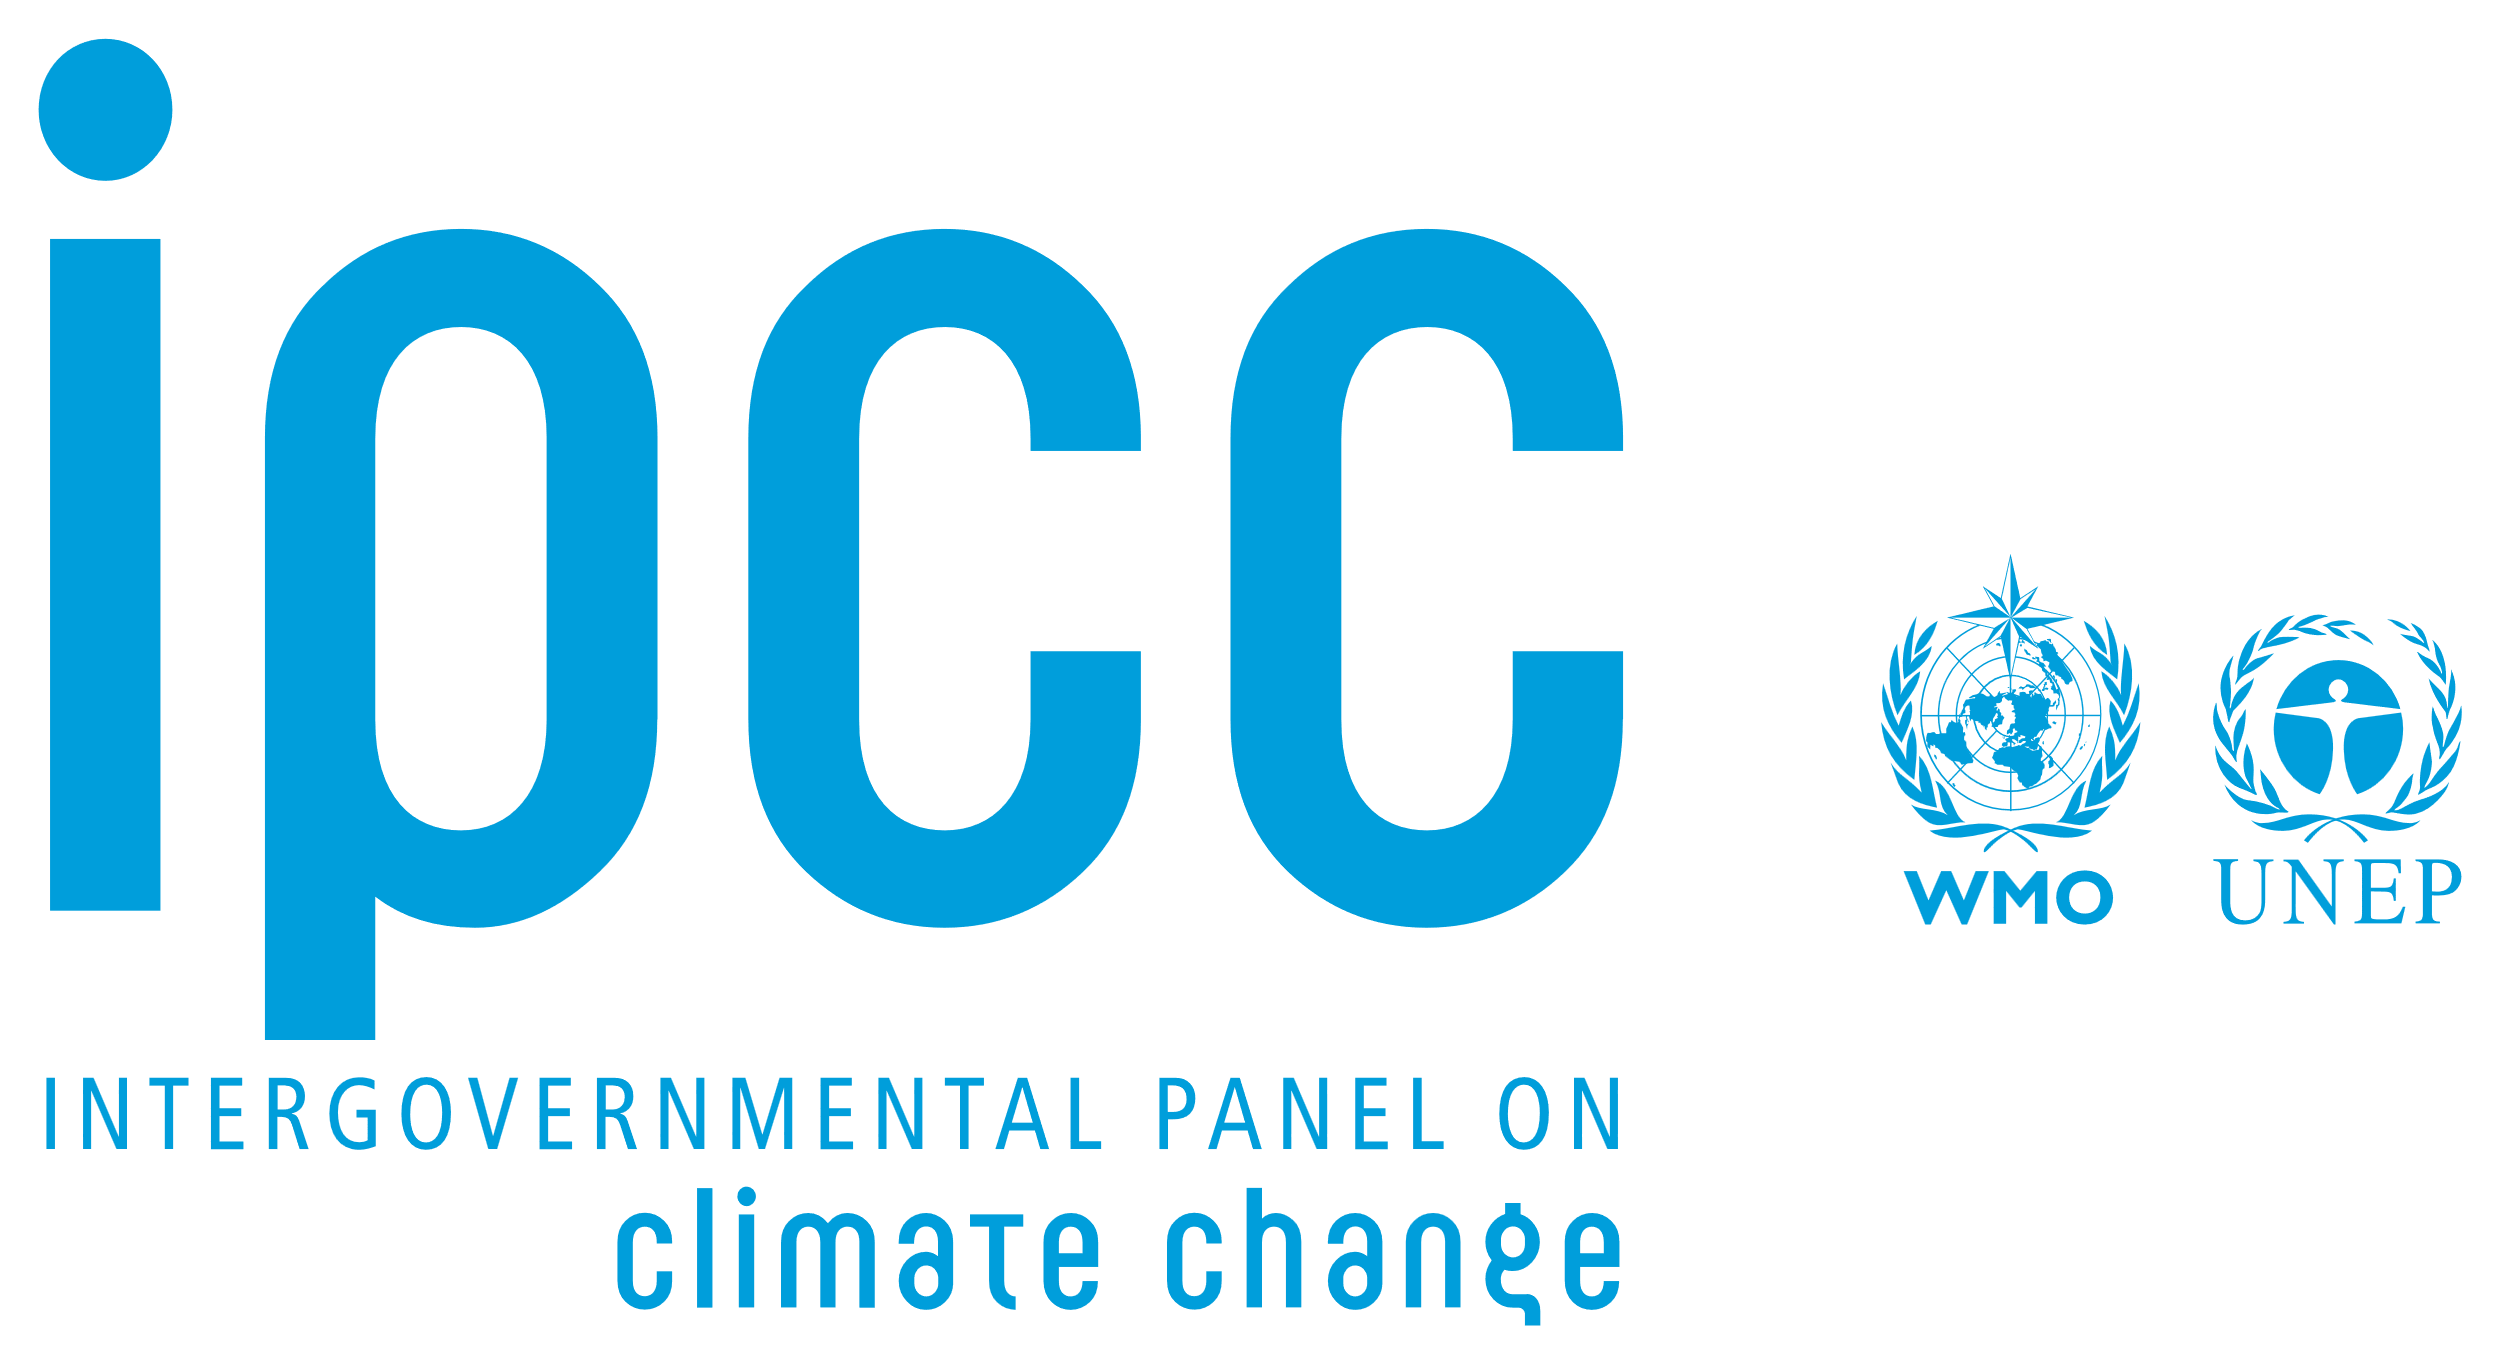 ipcc
INTERGOVERNMENTAL PANEL ON
climate change
WMO
UNEP